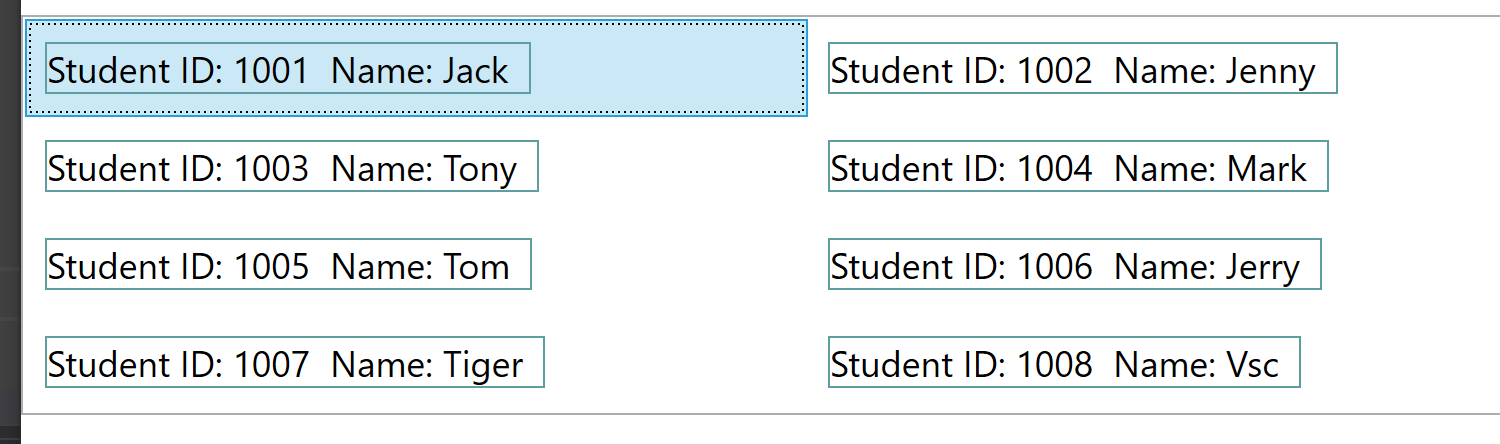 Student ID: 1001  Name: Jack
Student ID: 1002  Name: Jenny
Student ID: 1003  Name: Tony
Student ID: 1004  Name: Mark
Student ID: 1005  Name: Tom
Student ID: 1006  Name: Jerry
Student ID: 1007  Name: Tiger
Student ID: 1008  Name: Vsc